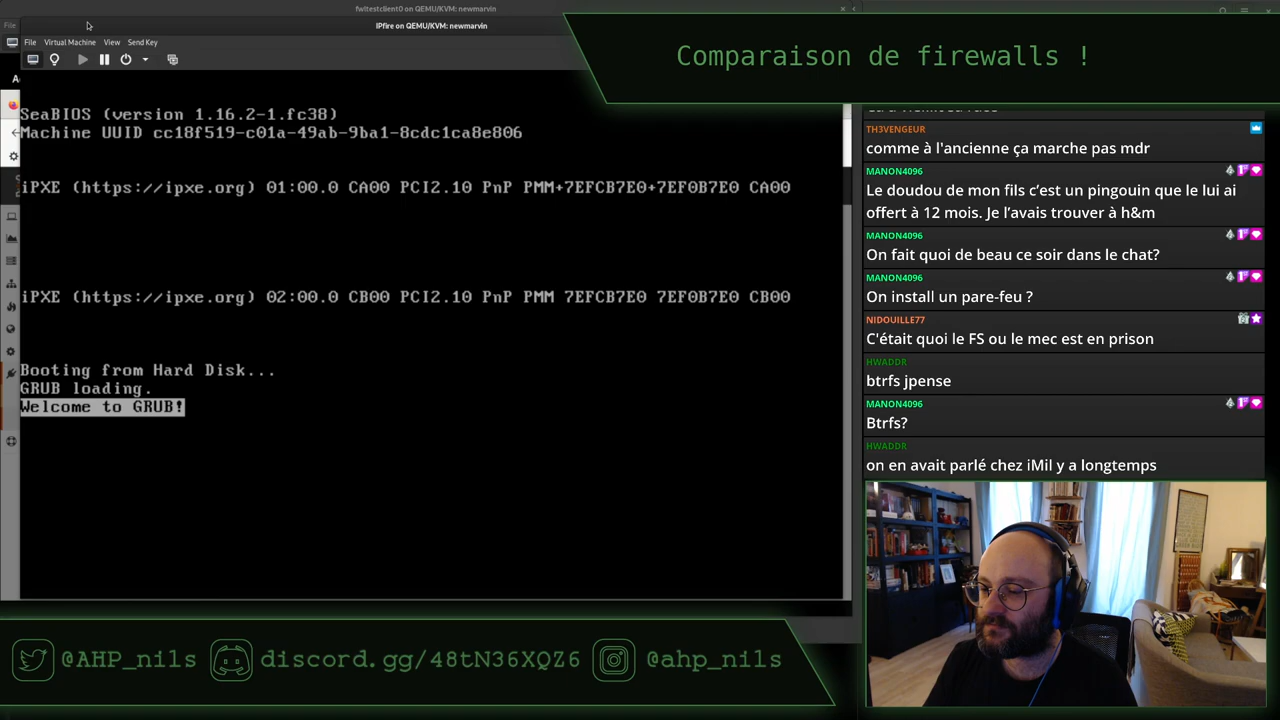 fwltestclient0 on QEMU/KVM: newmarvin
File
IPfire on QEMU/KVM: newmarvin
File Virtual Machine View Send Key
SeaBIOS (version 1.16.2-1.fc38)
Machine UUID cc18f519-c01a-49ab-9ba1-8cdc1ca8e806
iPXE (https://ipxe.org) 01:00.0 CA00 PCI2.10 PnP PMM+7EFCB7E0+7EF0B7E0 CA00
iPXE (https://ipxe.org) 02:00.0 CB00 PCI2.10 PnP PMM 7EFCB7E0 7EF0B7E0 CB00
Booting from Hard Disk...
GRUB loading.
Welcome to GRUB!
Comparaison de firewalls !
TH3VENGEUR
comme à l'ancienne ça marche pas mdr
MANON4096
Le doudou de mon fils c'est un pingouin que le lui ai
offert à 12 mois. Je l'avais trouver à h&m
MANON4096
On fait quoi de beau ce soir dans le chat?
MANON4096
On install un pare-feu ?
NIDOUILLE77
C'était quoi le FS ou le mec est en prison
HWADDR
btrfs jpense
MANON4096
Btrfs?
HWADDR
on en avait parlé chez iMil y a longtemps
@AHP_nils discord.gg/48tN36XQZ6 @ahp_nils